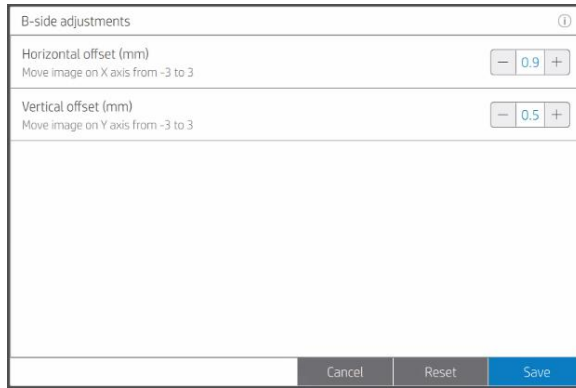 B-side adjustments
Horizontal offset (mm)
Move image on X axis from -3 to 3
− 0.9 +
Vertical offset (mm)
Move image on Y axis from -3 to 3
− 0.5 +
Cancel Reset Save